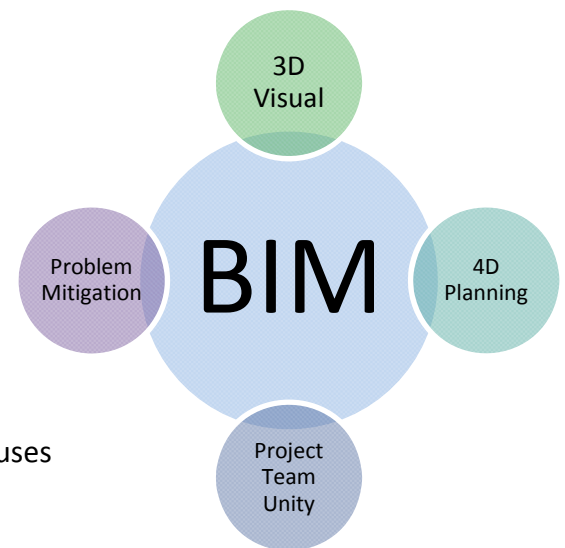 3D
Visual
BIM
Problem
Mitigation
4D
Planning
uses
Project
Team
Unity